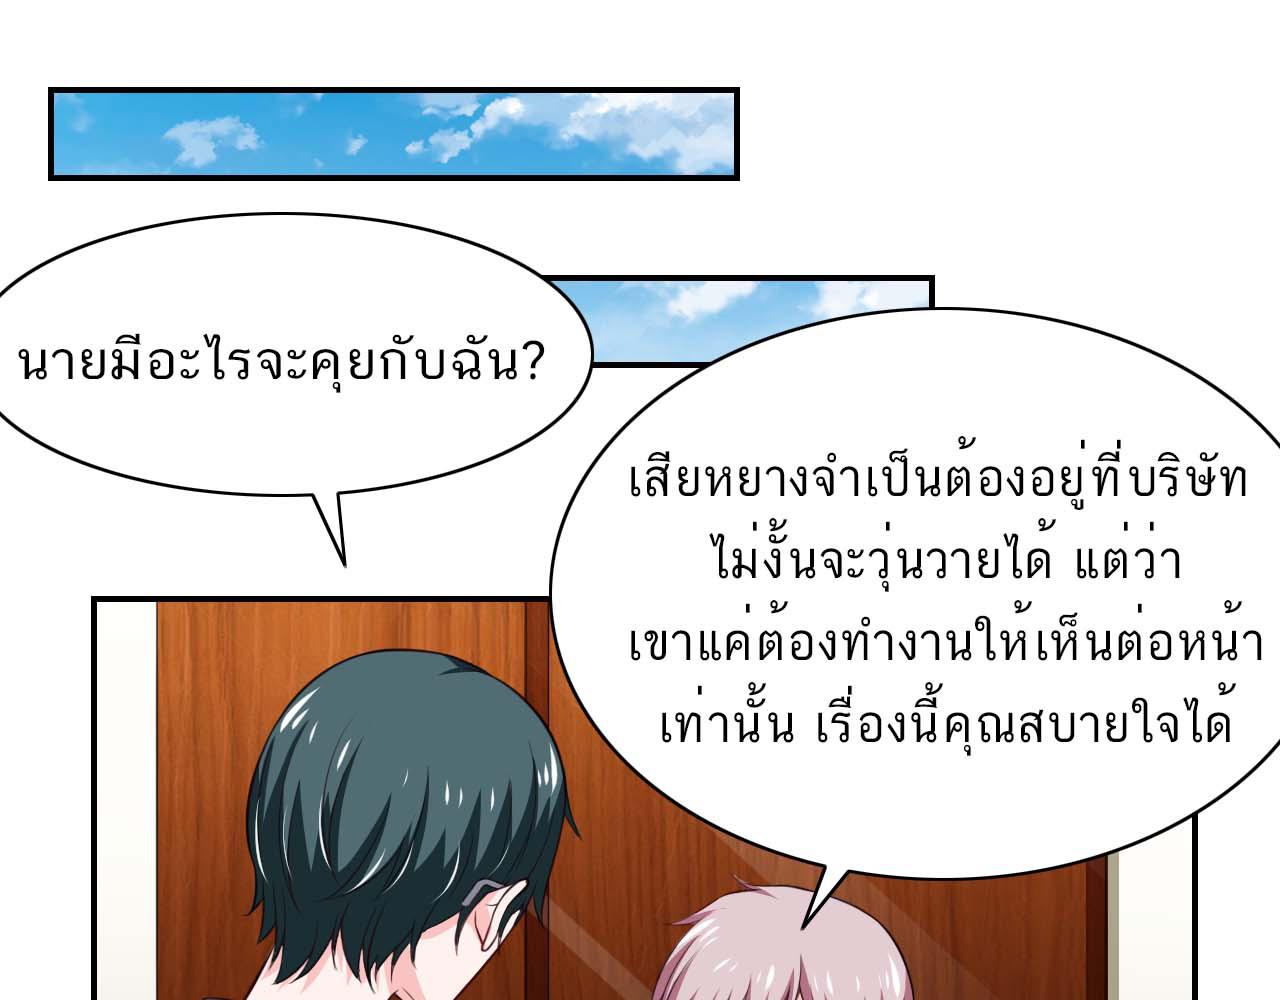 นายมีอะไรจะคุยกับฉัน?
เสียหยางจำเป็นต้องอยู่ที่บริษัท
ไม่งั้นจะวุ่นวายได้ แต่ว่า
เขาแค่ต้องทำงานให้เห็นต่อหน้า
เท่านั้น เรื่องนี้คุณสบายใจได้